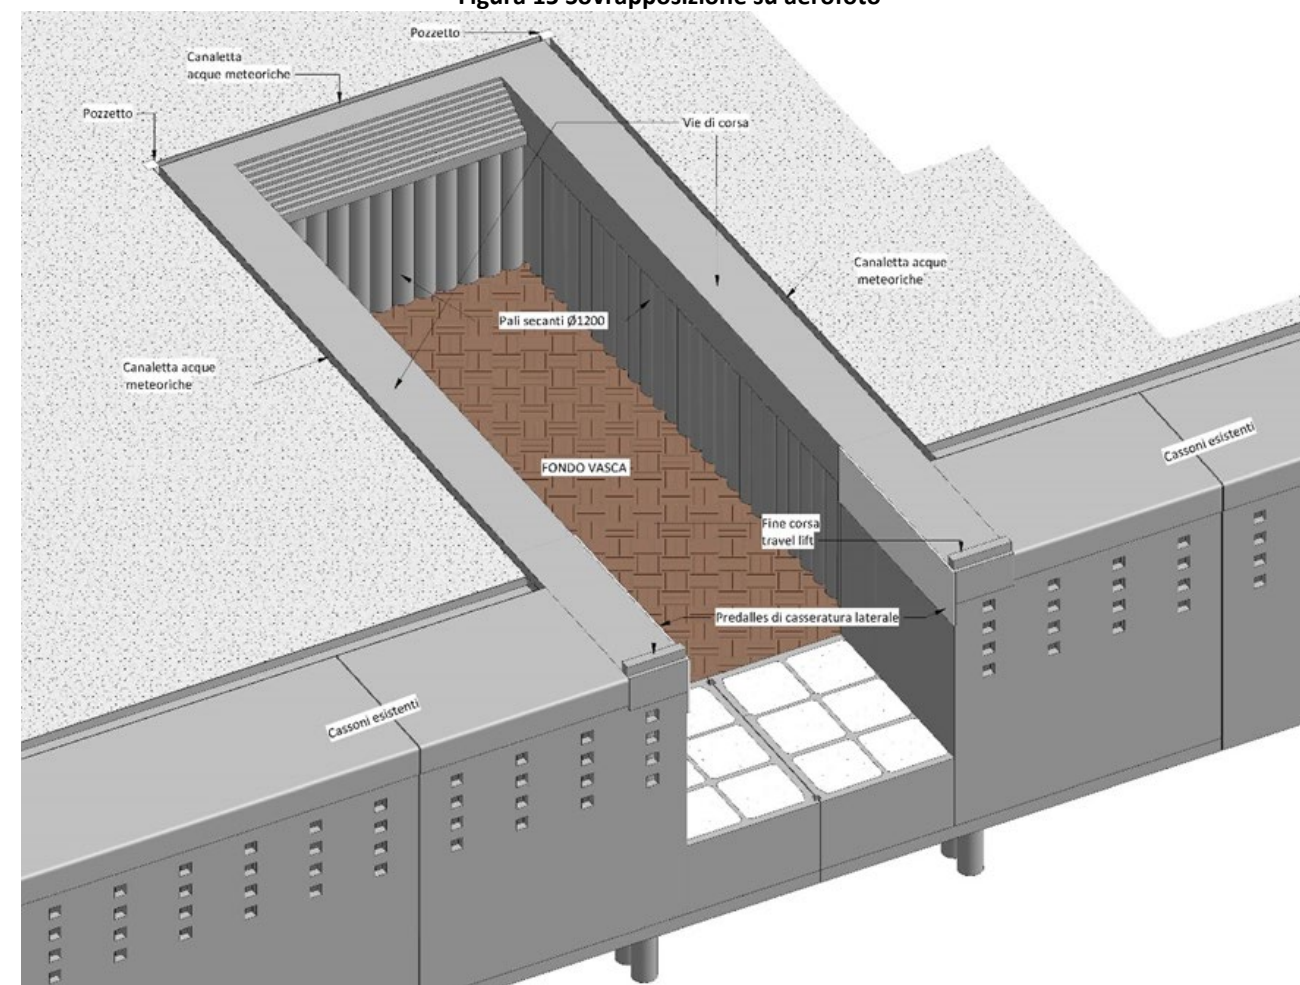 Figura 15 Sovrapposizione su aerofoto
Pozzetto
Canaletta
acque meteoriche
Pozzetto
Vie di corsa
Canaletta acque
meteoriche
Pali secanti Ø1200
Canaletta acque
meteoriche
Cassoni esistenti
FONDO VASCA
Fine corsa
travel lift
Predalles di casseratura laterale
Cassoni esistenti